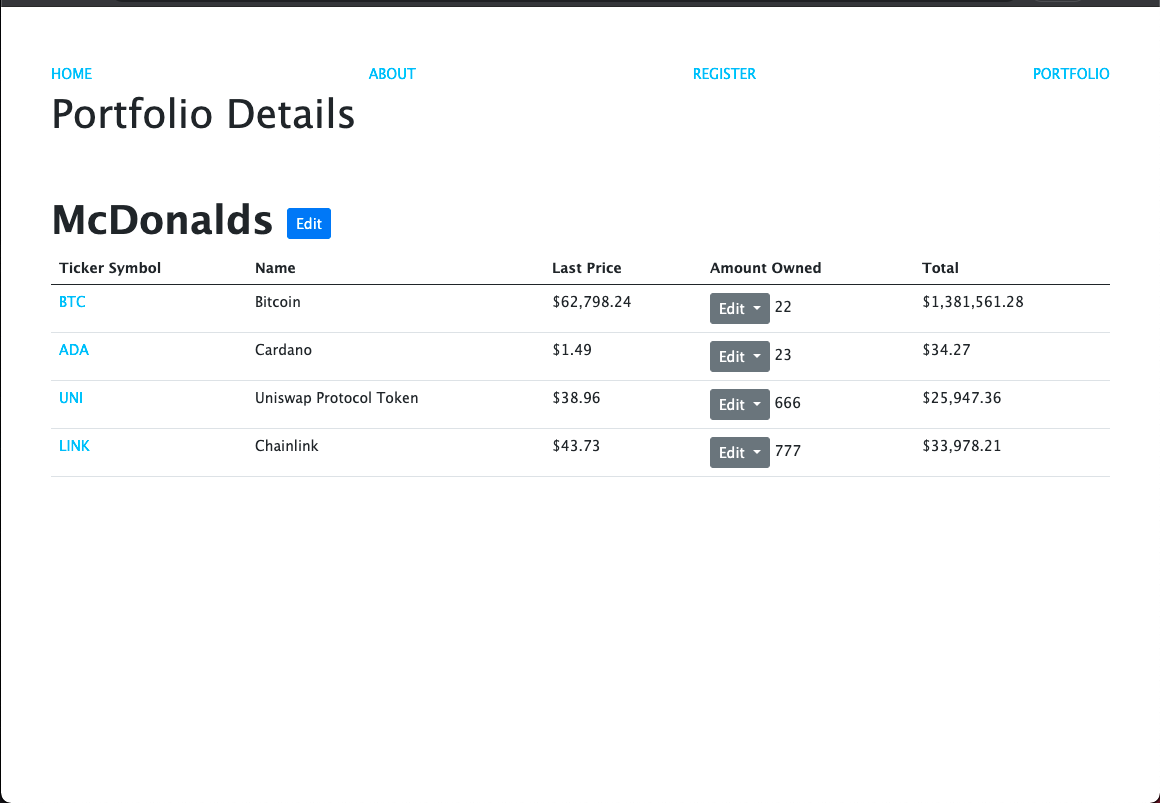 HOME ABOUT REGISTER PORTFOLIO
Portfolio Details
McDonalds Edit
Ticker Symbol Name Last Price Amount Owned Total
BTC Bitcoin $62,798.24 Edit 22 $1,381,561.28
ADA Cardano $1.49 Edit 23 $34.27
UNI Uniswap Protocol Token $38.96 Edit 666 $25,947.36
LINK Chainlink $43.73 Edit 777 $33,978.21